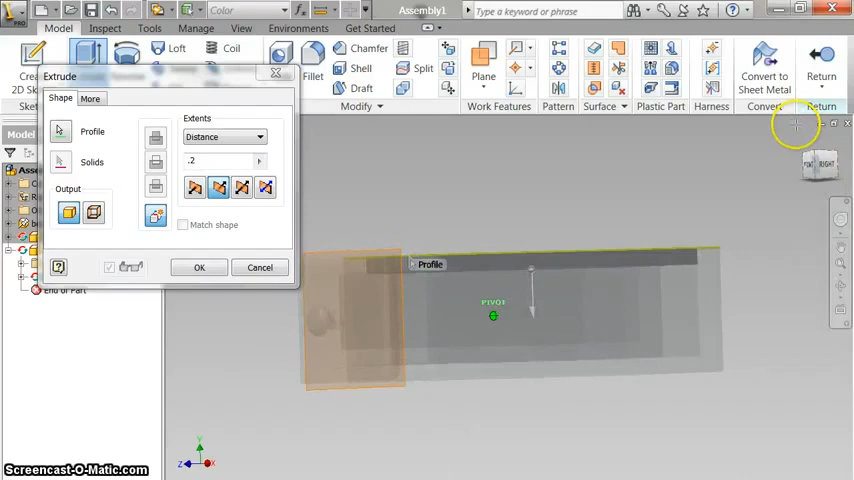 PRO
Color
Assembly1
Type a keyword or phrase
Model
Inspect
Tools
Manage
View
Environments
Get Started
Loft
Coil
Fillet
Chamfer
Shell
Draft
Split
Plane
Convert to
Sheet Metal
Return
Modify
Work Features
Pattern
Surface
Plastic Part
Harness
Convert
Return
Extrude
Shape
More
Profile
Solids
Output
Extents
Distance
.2
Match shape
OK
Cancel
End of Part
Profile
PIVOT
RIGHT
Y
Z
X
Screencast-O-Matic.com